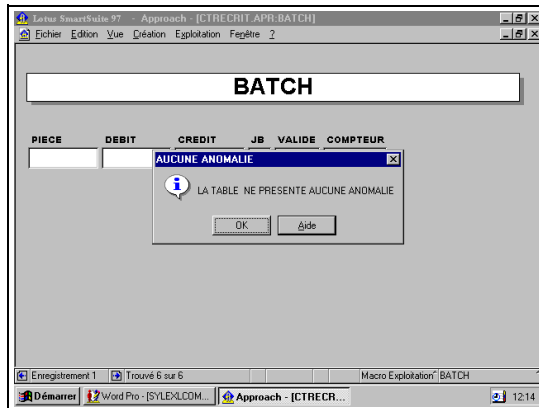 Lotus SmartSuite 97 - Approach - [CTRECRIT.APR:BATCH]
Fichier Edition Vue Création Exploitation Fenêtre ?
BATCH
PIECE DEBIT CREDIT JB VALIDE COMPTEUR
AUCUNE ANOMALIE
LA TABLE NE PRESENTE AUCUNE ANOMALIE
OK Aide
Enregistrement 1 Trouvé 6 sur 6 Macro Exploitation BATCH
Démarrer Word Pro - [SYLEXLCOM... Approach - [CTRECR... 12:14